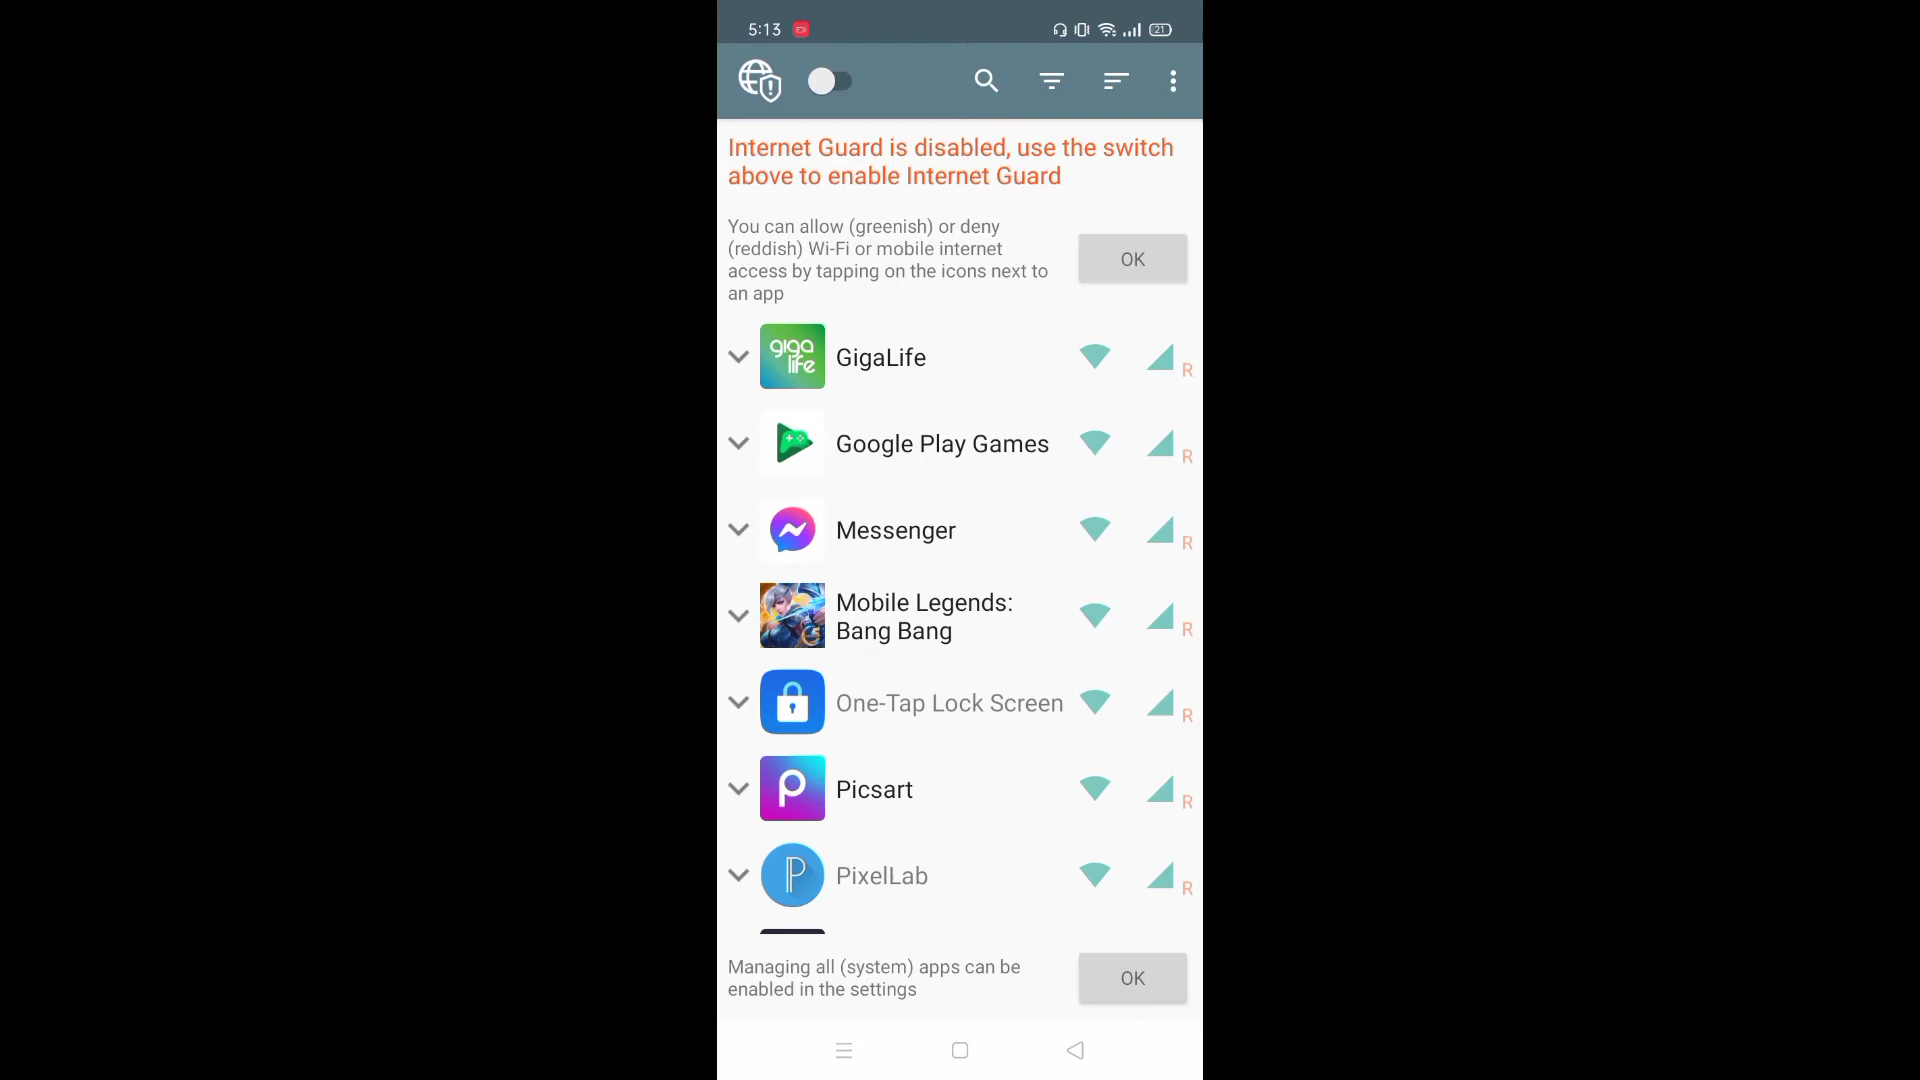 5:13
21
Internet Guard is disabled, use the switch
above to enable Internet Guard
You can allow (greenish) or deny
(reddish) Wi-Fi or mobile internet
access by tapping on the icons next to
an app
OK
giga
life
GigaLife
R
Google Play Games
R
Messenger
R
Mobile Legends:
Bang Bang
R
One-Tap Lock Screen
R
Picsart
R
PixelLab
R
Managing all (system) apps can be
enabled in the settings
OK